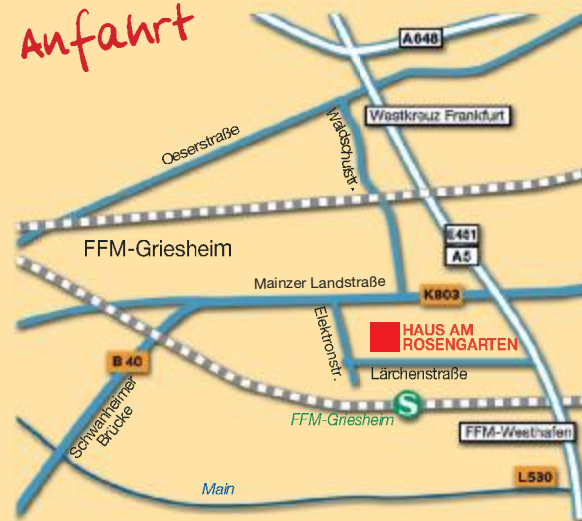 Anfahrt
A648
Westkreuz Frankfurt
Oeserstraße
Waldschulstr.
FFM-Griesheim
E451
A5
Mainzer Landstraße
K803
Elektronstr.
HAUS AM
ROSENGARTEN
B 40
Lärchenstraße
Schwanheimer
Brücke
S
FFM-Griesheim
FFM-Westhafen
L530
Main